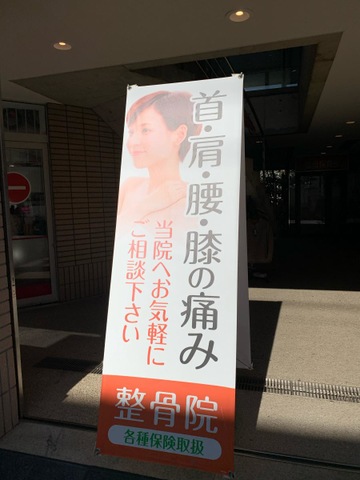 首・肩・腰・膝の痛み
当院へ、お気軽に
ご相談下さい
整骨院
各種保険取扱